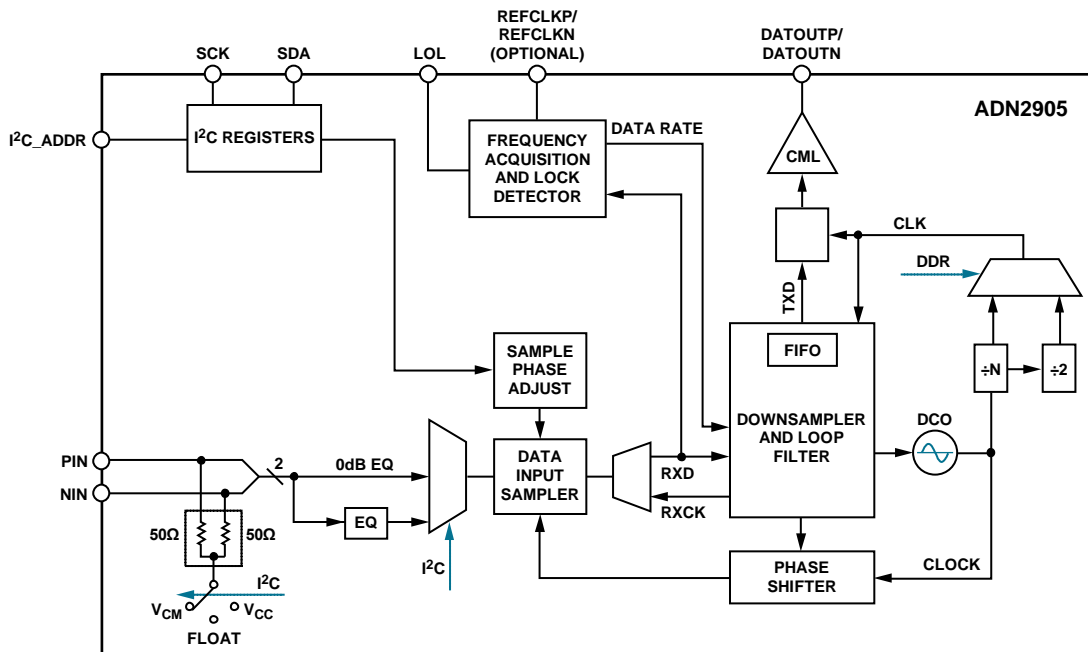 REFCLKP/
REFCLKN
(OPTIONAL)
DATOUTP/
DATOUTN
SCK
SDA
LOL
ADN2905
I²C_ADDR
I²C REGISTERS
FREQUENCY
ACQUISITION
AND LOCK
DETECTOR
DATA RATE
CML
CLK
DDR
TXD
FIFO
÷N
÷2
SAMPLE
PHASE
ADJUST
DOWNSAMPLER
AND LOOP
FILTER
DCO
PIN
NIN
2
0dB EQ
EQ
DATA
INPUT
SAMPLER
RXD
RXCK
50Ω
50Ω
I²C
I²C
VCM
VCC
FLOAT
PHASE
SHIFTER
CLOCK